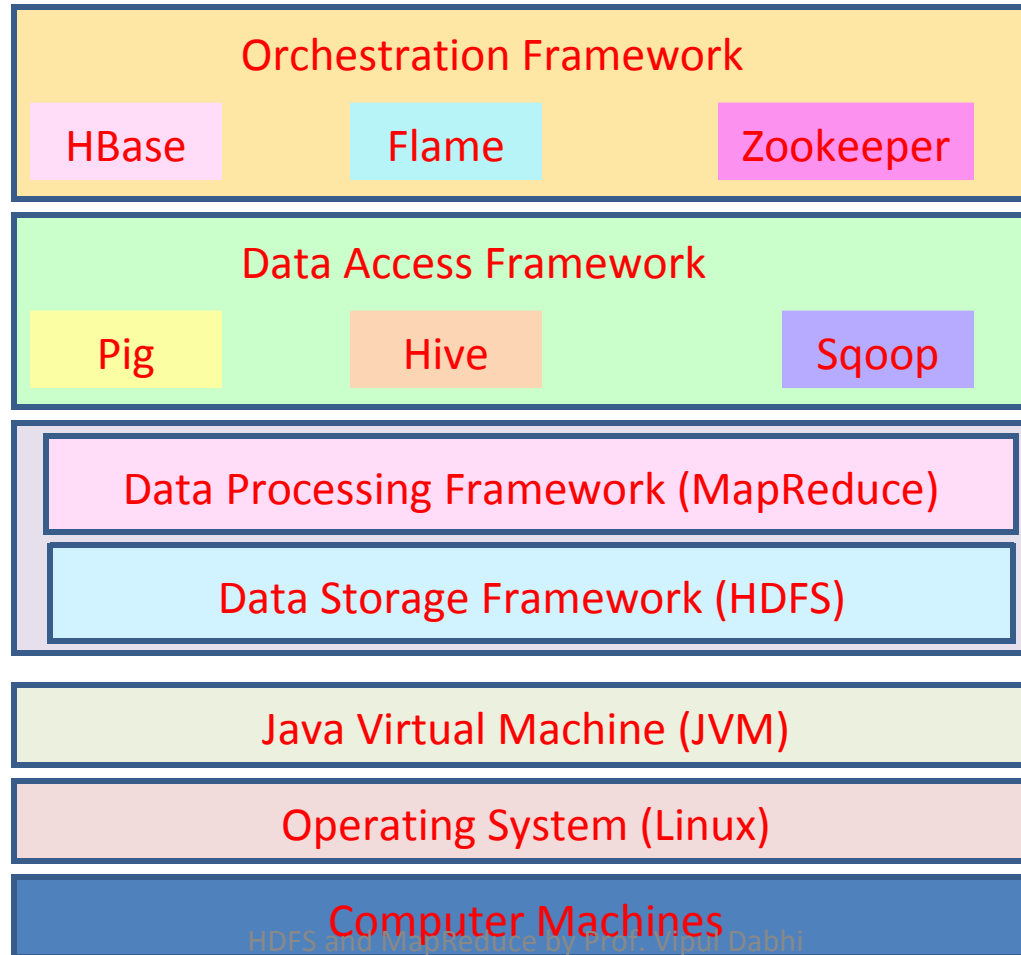 Orchestration Framework
HBase Flame Zookeeper
Data Access Framework
Pig Hive Sqoop
Data Processing Framework (MapReduce)
Data Storage Framework (HDFS)
Java Virtual Machine (JVM)
Operating System (Linux)
Computer Machines
HDFS and MapReduce by Prof. Vipul Dabhi